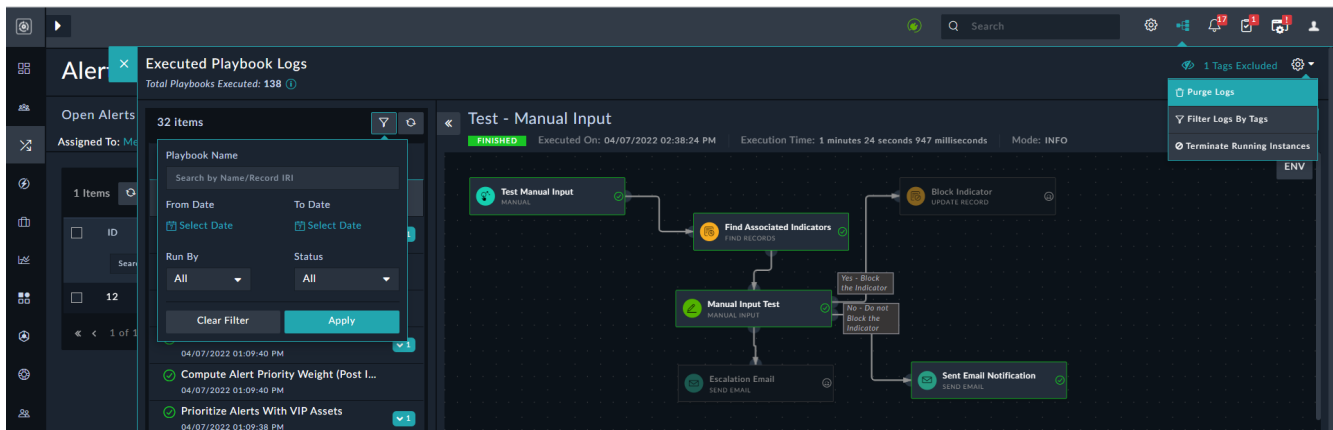 Search
17
1
!
Aler
×
Executed Playbook Logs
Total Playbooks Executed: 138
1 Tags Excluded
Purge Logs
Filter Logs By Tags
Terminate Running Instances
ENV
Open Alerts
Assigned To: Me
1 Items
ID
Sear
12
« < 1 of 1
32 items
Playbook Name
Search by Name/Record IRI
From Date
To Date
Select Date
Select Date
Run By
Status
All
All
Clear Filter
Apply
04/07/2022 01:09:40 PM
1
Compute Alert Priority Weight (Post I...
04/07/2022 01:09:40 PM
Prioritize Alerts With VIP Assets
1
04/07/2022 01:09:38 PM
«
Test - Manual Input
FINISHED
Executed On: 04/07/2022 02:38:24 PM
Execution Time: 1 minutes 24 seconds 947 milliseconds
Mode: INFO
Test Manual Input
MANUAL
Block Indicator
UPDATE RECORD
Find Associated Indicators
FIND RECORDS
Yes - Block
the Indicator
Manual Input Test
MANUAL INPUT
No - Do not
Block the
Indicator
Escalation Email
SEND EMAIL
Sent Email Notification
SEND EMAIL